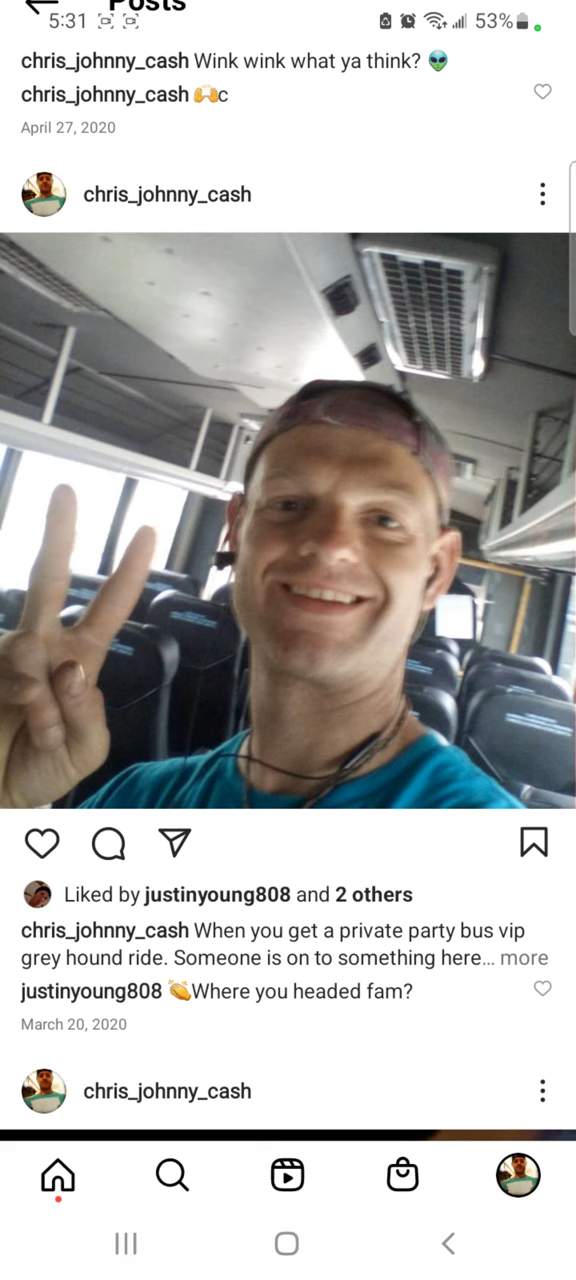 Posts
5:31 53%
chris_johnny_cash Wink wink what ya think? 👽
chris_johnny_cash 🙌c
April 27, 2020
chris_johnny_cash
Liked by justinyoung808 and 2 others
chris_johnny_cash When you get a private party bus vip
grey hound ride. Someone is on to something here... more
justinyoung808 👏Where you headed fam?
March 20, 2020
chris_johnny_cash